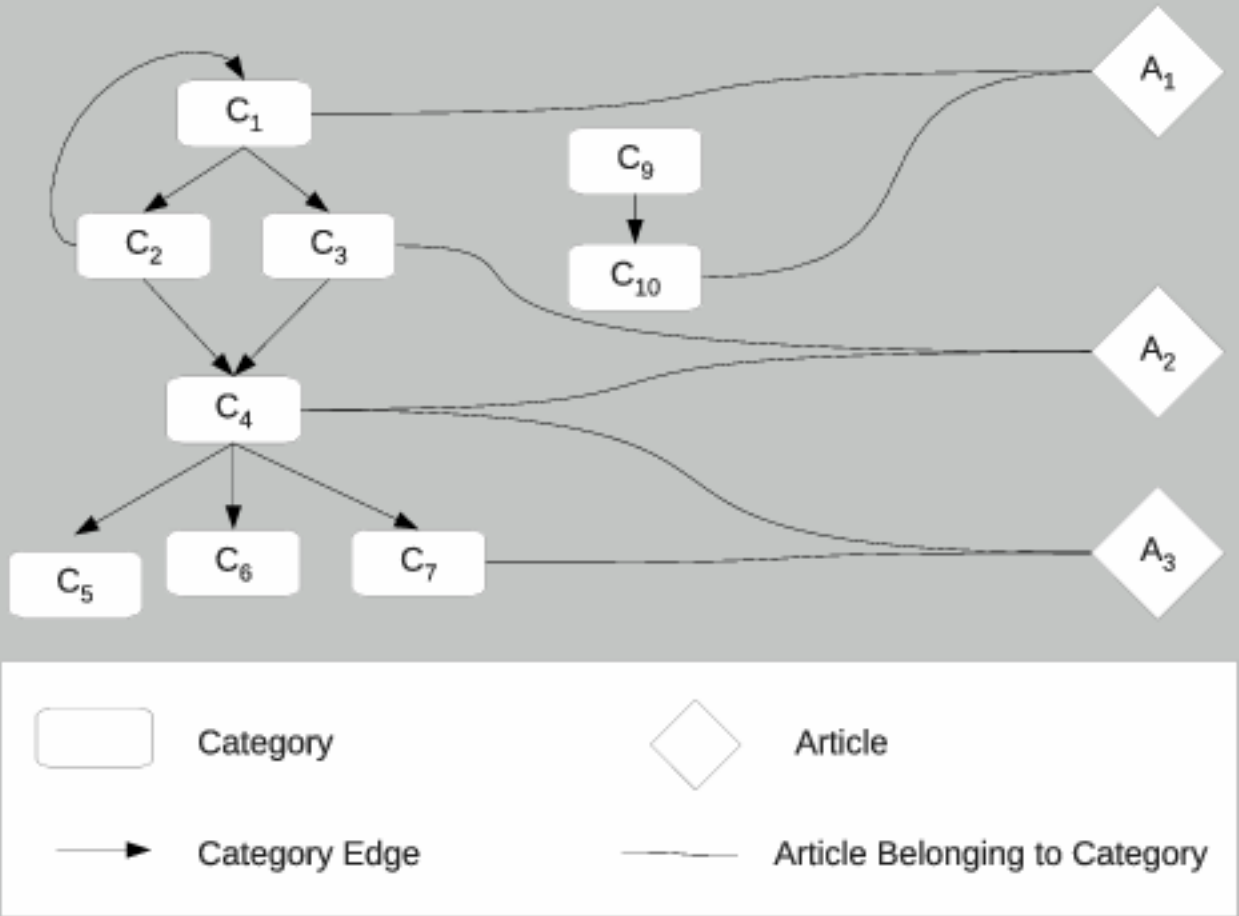 C1
A1
C9
C2
C3
C10
A2
C4
A3
C5
C6
C7
Category
Article
Category Edge
Article Belonging to Category